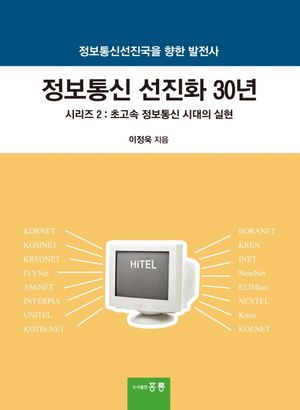 정보통신선진국을 향한 발전사
정보통신 선진화 30년
시리즈 2 : 초고속 정보통신 시대의 실현
이정욱 지음
KORNET
KOSINET
KREONET
IVYNet
AMiNET
INYERPIA
UNITEL
KOTIS-NET
HiTEL
BORANET
KREN
INET
NowNet
ELIMnet
NEXTEL
Kmet
KOLNET
도서출판 홍릉